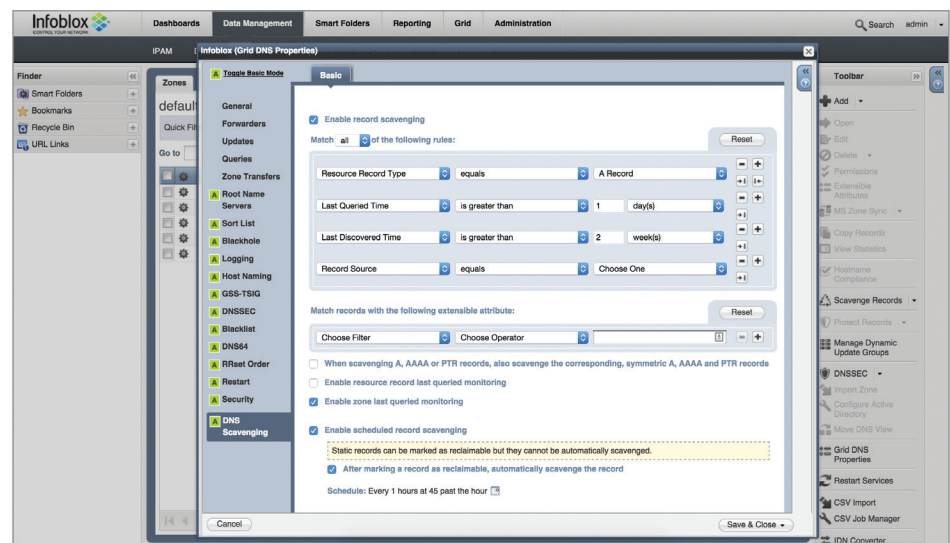 Infoblox
CONTROL YOUR NETWORK
Dashboards
Data Management
Smart Folders
Reporting
Grid
Administration
Search
admin
IPAM
Infoblox (Grid DNS Properties)
Finder
Smart Folders
Bookmarks
Recycle Bin
URL Links
Zones
default
Quick Filt
Go to
Toggle Basic Mode
General
Forwarders
Updates
Queries
Zone Transfers
Root Name
Servers
Sort List
Blackhole
Logging
Host Naming
GSS-TSIG
DNSSEC
Blacklist
DNS64
RRset Order
Restart
Security
DNS
Scavenging
Basic
Enable record scavenging
Match all of the following rules:
Reset
Resource Record Type equals A Record
Last Queried Time is greater than 1 day(s)
Last Discovered Time is greater than 2 week(s)
Record Source equals Choose One
Match records with the following extensible attribute:
Reset
Choose Filter Choose Operator
When scavenging A, AAAA or PTR records, also scavenge the corresponding, symmetric A, AAAA and PTR records
Enable resource record last queried monitoring
Enable zone last queried monitoring
Enable scheduled record scavenging
Static records can be marked as reclaimable but they cannot be automatically scavenged.
After marking a record as reclaimable, automatically scavenge the record
Schedule: Every 1 hours at 45 past the hour
Cancel
Save & Close
Toolbar
Add
Open
Edit
Delete
Permissions
Extensible
Attributes
MS Zone Sync
Copy Records
View Statistics
Hostname
Compliance
Scavenge Records
Protect Records
Manage Dynamic
Update Groups
DNSSEC
Import Zone
Configure Active
Directory
Move DNS View
Grid DNS
Properties
Restart Services
CSV Import
CSV Job Manager
IDN Converter